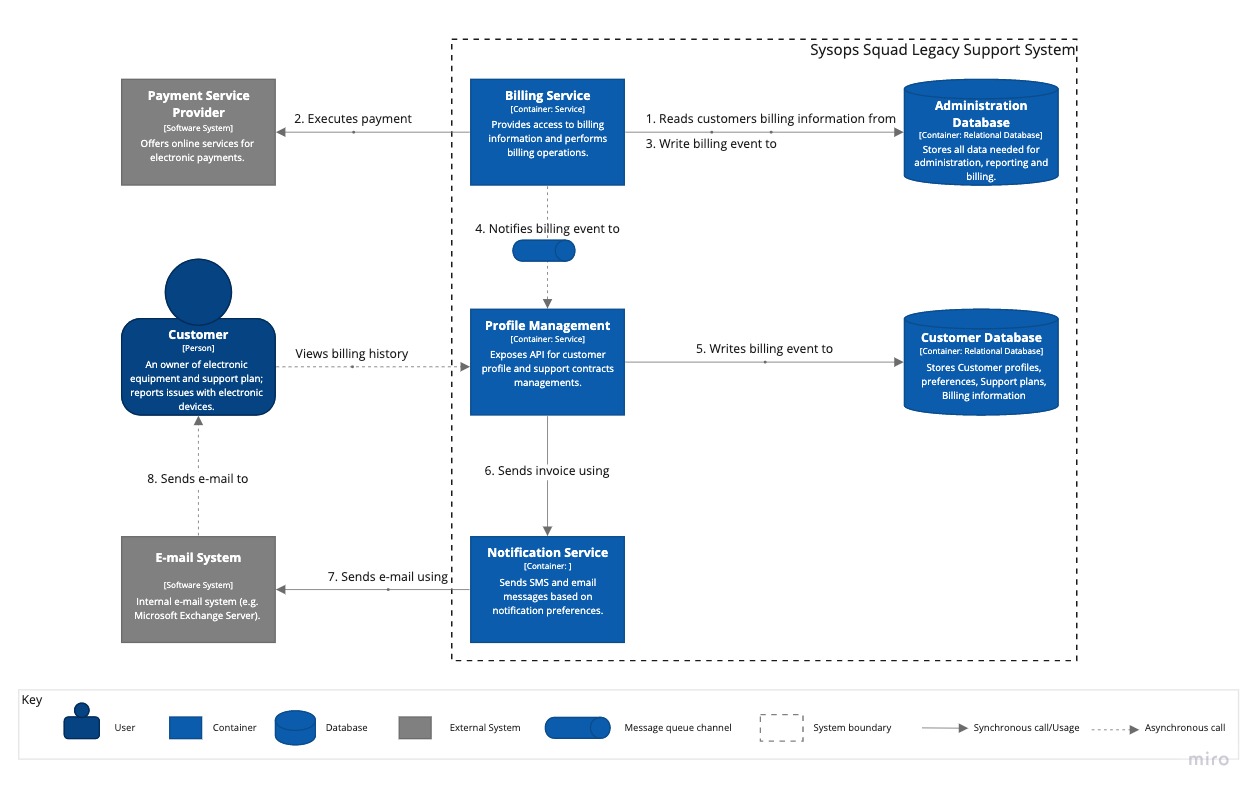 Sysops Squad Legacy Support System
Payment Service
Provider
[Software System]
Offers online services for
electronic payments.
2. Executes payment
Billing Service
[Container: Service]
Provides access to billing
information and performs
billing operations.
1. Reads customers billing information from
3. Write billing event to
Administration
Database
[Container: Relational Database]
Stores all data needed for
administration, reporting and
billing.
4. Notifies billing event to
Customer
[Person]
An owner of electronic
equipment and support plan;
reports issues with electronic
devices.
Views billing history
Profile Management
[Container: Service]
Exposes API for customer
profile and support contracts
managements.
5. Writes billing event to
Customer Database
[Container: Relational Database]
Stores Customer profiles,
preferences, Support plans,
Billing information
8. Sends e-mail to
6. Sends invoice using
E-mail System
[Software System]
Internal e-mail system (e.g.
Microsoft Exchange Server).
7. Sends e-mail using
Notification Service
[Container: ]
Sends SMS and email
messages based on
notification preferences.
Key
User
Container
Database
External System
Message queue channel
System boundary
Synchronous call/Usage
Asynchronous call
miro